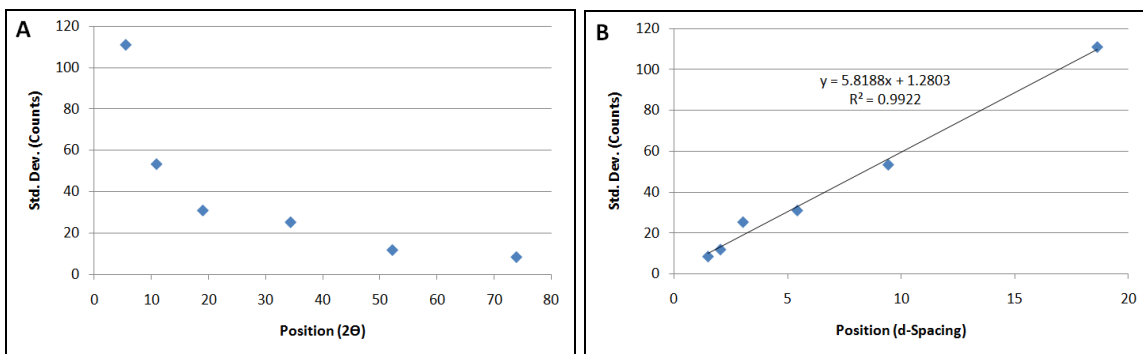 A
Std. Dev. (Counts)
120
100
80
60
40
20
0
0 10 20 30 40 50 60 70 80
Position (2Θ)
B
Std. Dev. (Counts)
120
100
80
60
40
20
0
y = 5.8188x + 1.2803
R² = 0.9922
0 5 10 15 20
Position (d-Spacing)